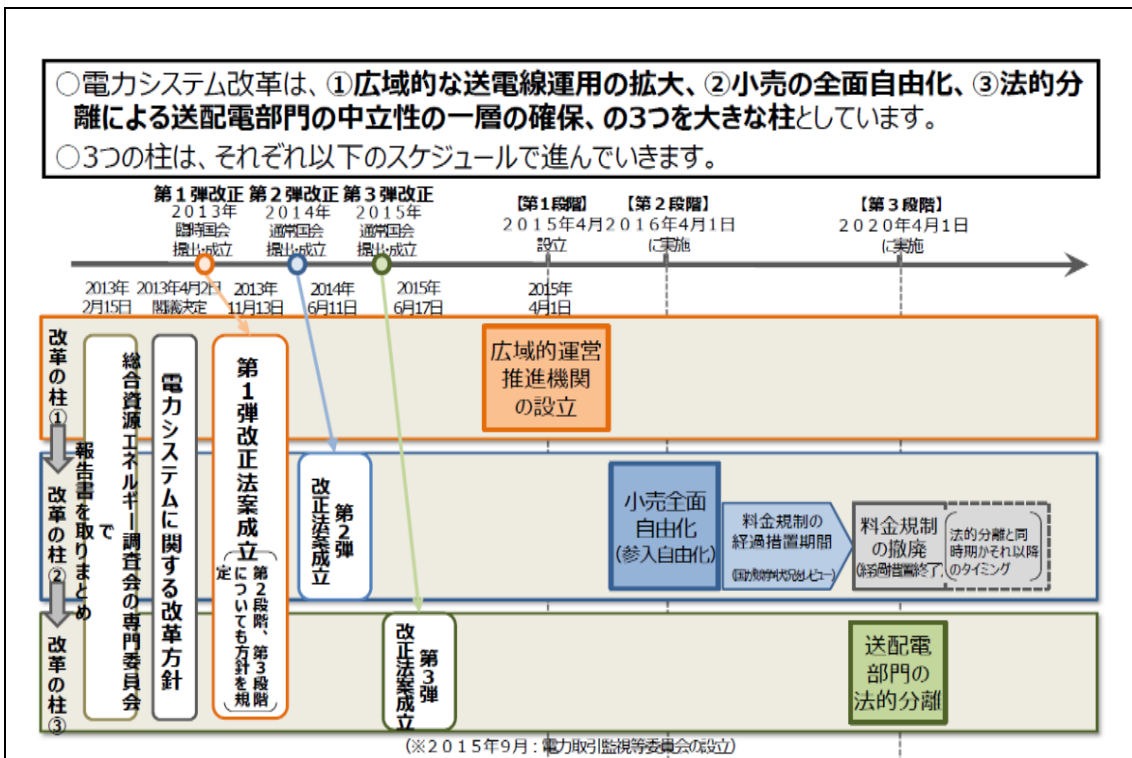 ○電力システム改革は、①広域的な送電線運用の拡大、②小売の全面自由化、③法的分
離による送配電部門の中立性の一層の確保、の3つを大きな柱としています。
○3つの柱は、それぞれ以下のスケジュールで進んでいきます。
第1弾改正
2013年
臨時国会
提出・成立
第2弾改正
2014年
通常国会
提出・成立
第3弾改正
2015年
通常国会
提出・成立
【第1段階】
2015年4月
設立
【第2段階】
2016年4月1日
に実施
【第3段階】
2020年4月1日
に実施
2013年
2月15日
2013年4月2日
閣議決定
2013年
11月13日
2014年
6月11日
2015年
6月17日
2015年
4月1日
改革の柱①
改革の柱②
改革の柱③
総合資源エネルギー調査会の専門委員会
で
報告書を取りまとめ
電力システムに関する改革方針
第1弾改正法案成立
第2段階、第3段階
についても方針を規
定
第2弾
改正法案成立
第3弾
改正法案成立
広域的運営
推進機関
の設立
小売全面
自由化
(参入自由化)
料金規制の
経過措置期間
料金規制
の撤廃
(経過措置終了)
法的分離と同
時期かそれ以降
のタイミング
送配電
部門の
法的分離
(※2015年9月:電力取引監視等委員会の設立)